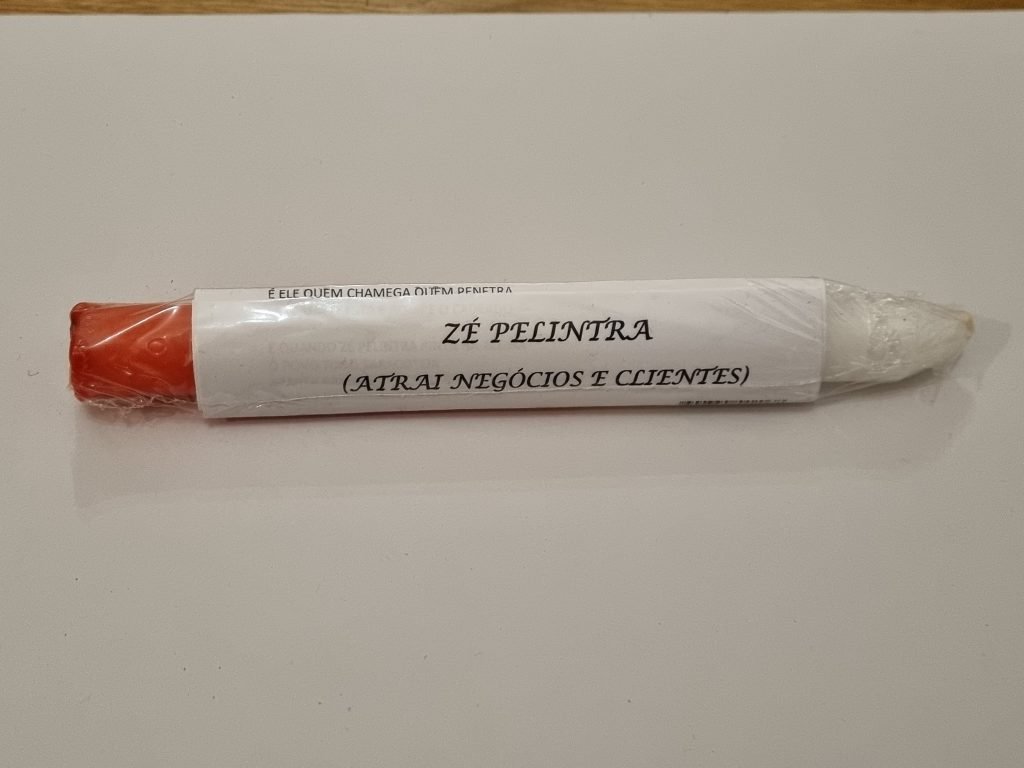 É ELE QUEM CHAMEGA QUEM PENETRA
ZÉ PELINTRA
(ATRAI NEGÓCIOS E CLIENTES)